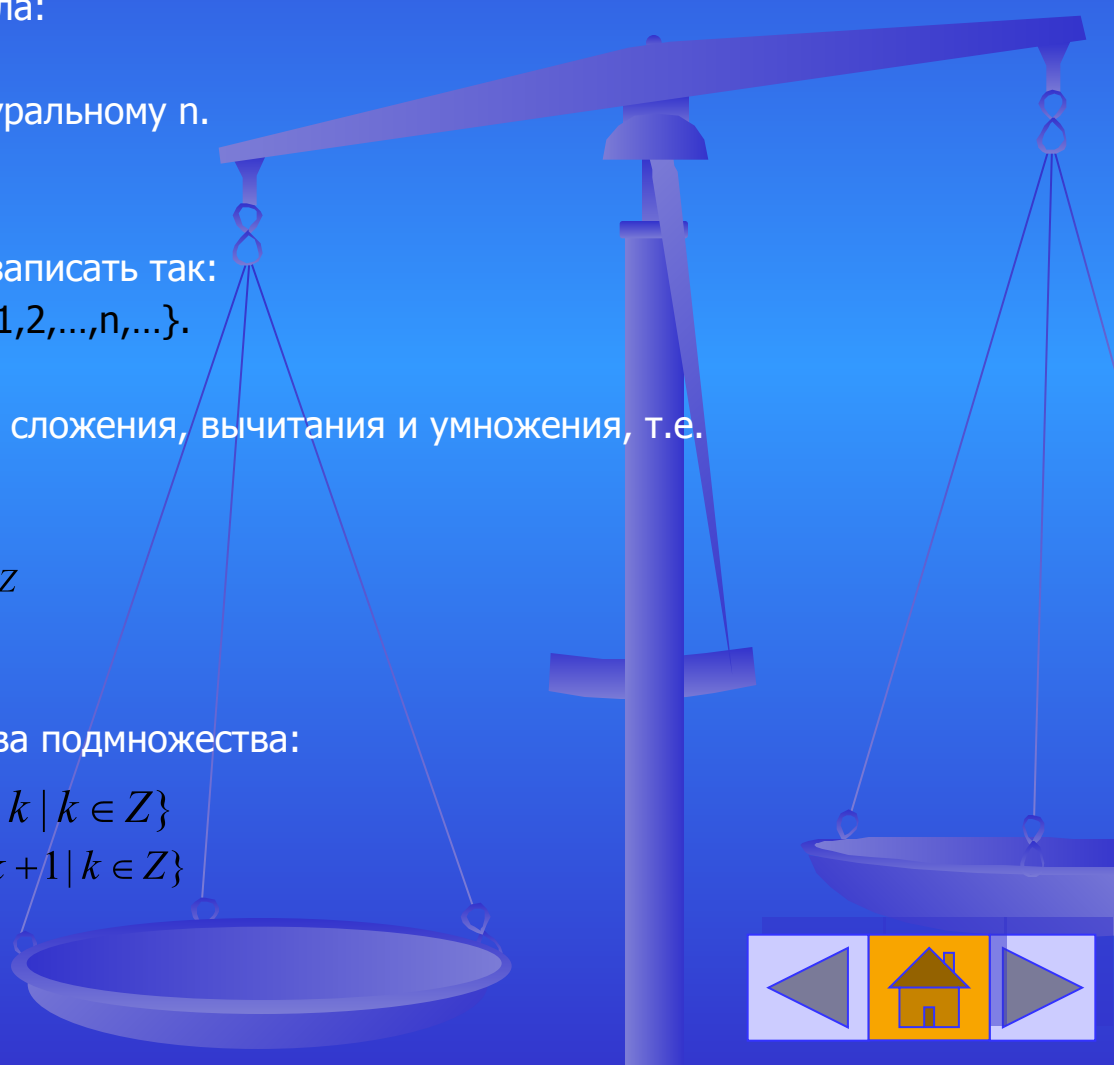 ла:
уральному n.
записать так:
1,2,…,n,…}.
сложения, вычитания и умножения, т.е.
Z
ва подмножества:
k | k ∈ Z}
+1 | k ∈ Z}